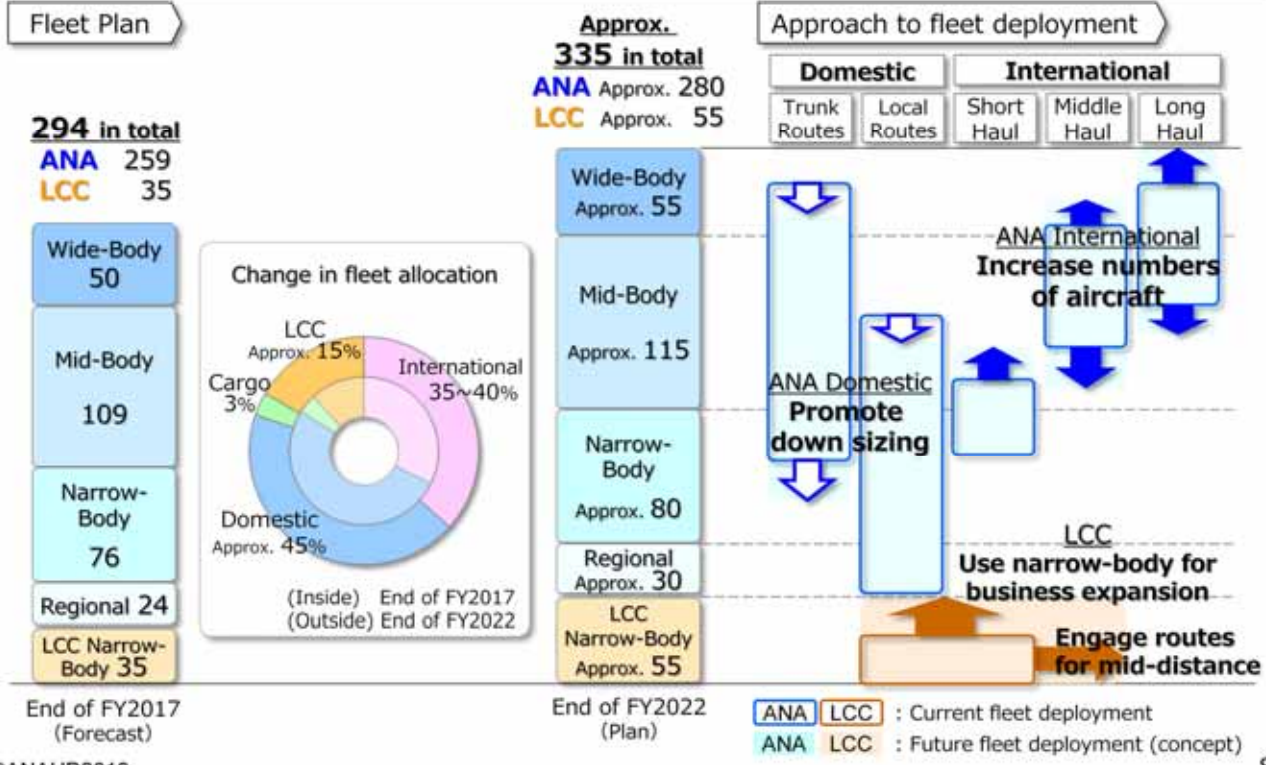 Fleet Plan
294 in total
ANA 259
LCC 35
Wide-Body
50
Mid-Body
109
Narrow-
Body
76
Regional 24
LCC Narrow-
Body 35
End of FY2017
(Forecast)
Change in fleet allocation
LCC
Approx. 15%
International
35~40%
Cargo
3%
Domestic
Approx. 45%
(Inside) End of FY2017
(Outside) End of FY2022
Approx.
335 in total
ANA Approx. 280
LCC Approx. 55
Wide-Body
Approx. 55
Mid-Body
Approx. 115
Narrow-
Body
Approx. 80
Regional
Approx. 30
LCC
Narrow-Body
Approx. 55
End of FY2022
(Plan)
Approach to fleet deployment
Domestic International
Trunk Routes Local Routes Short Haul Middle Haul Long Haul
ANA International
Increase numbers
of aircraft
ANA Domestic
Promote
down sizing
LCC
Use narrow-body for
business expansion
Engage routes
for mid-distance
ANA LCC : Current fleet deployment
ANA LCC : Future fleet deployment (concept)